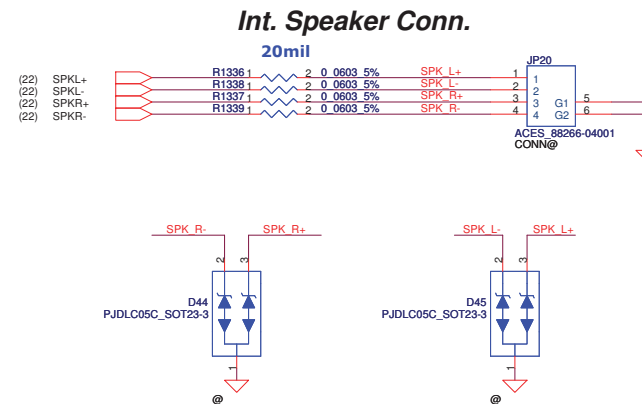 Int. Speaker Conn.
20mil
JP20
(22) SPKL+ R1336 1 2 0_0603_5% SPK_L+ 1 1
(22) SPKL- R1338 1 2 0_0603_5% SPK_L- 2 2
(22) SPKR+ R1337 1 2 0_0603_5% SPK_R+ 3 3 G1 5
(22) SPKR- R1339 1 2 0_0603_5% SPK_R- 4 4 G2 6
ACES_88266-04001
CONN@
SPK_R- SPK_R+ SPK_L- SPK_L+
2 3 2 3
D44 D45
PJDLC05C_SOT23-3 PJDLC05C_SOT23-3
1 1
@ @